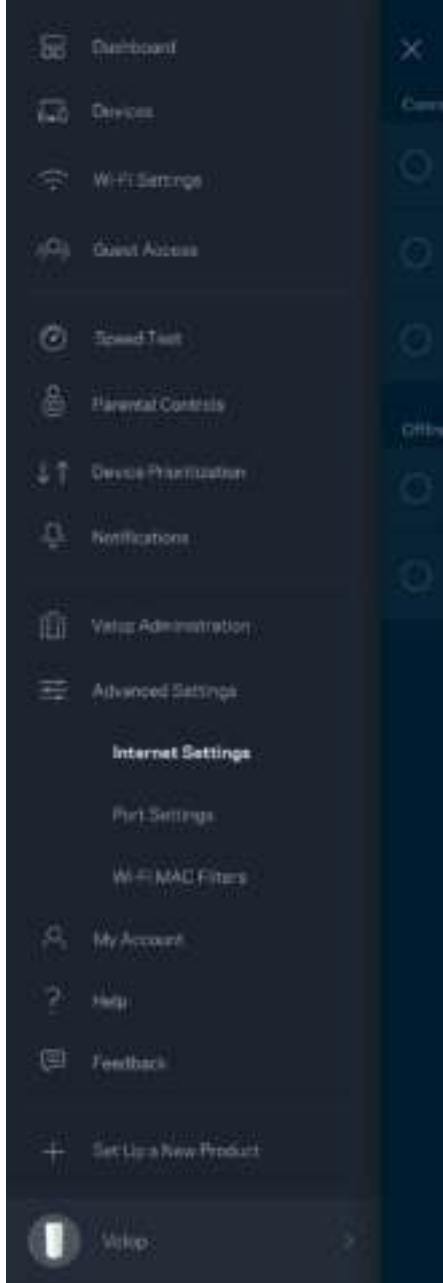 Dashboard
Devices
Wi-Fi Settings
Guest Access
Speed Test
Parental Controls
Device Prioritization
Notifications
Velop Administration
Advanced Settings
Internet Settings
Port Settings
Wi-Fi MAC Filters
My Account
Help
Feedback
Set Up a New Product
Velop